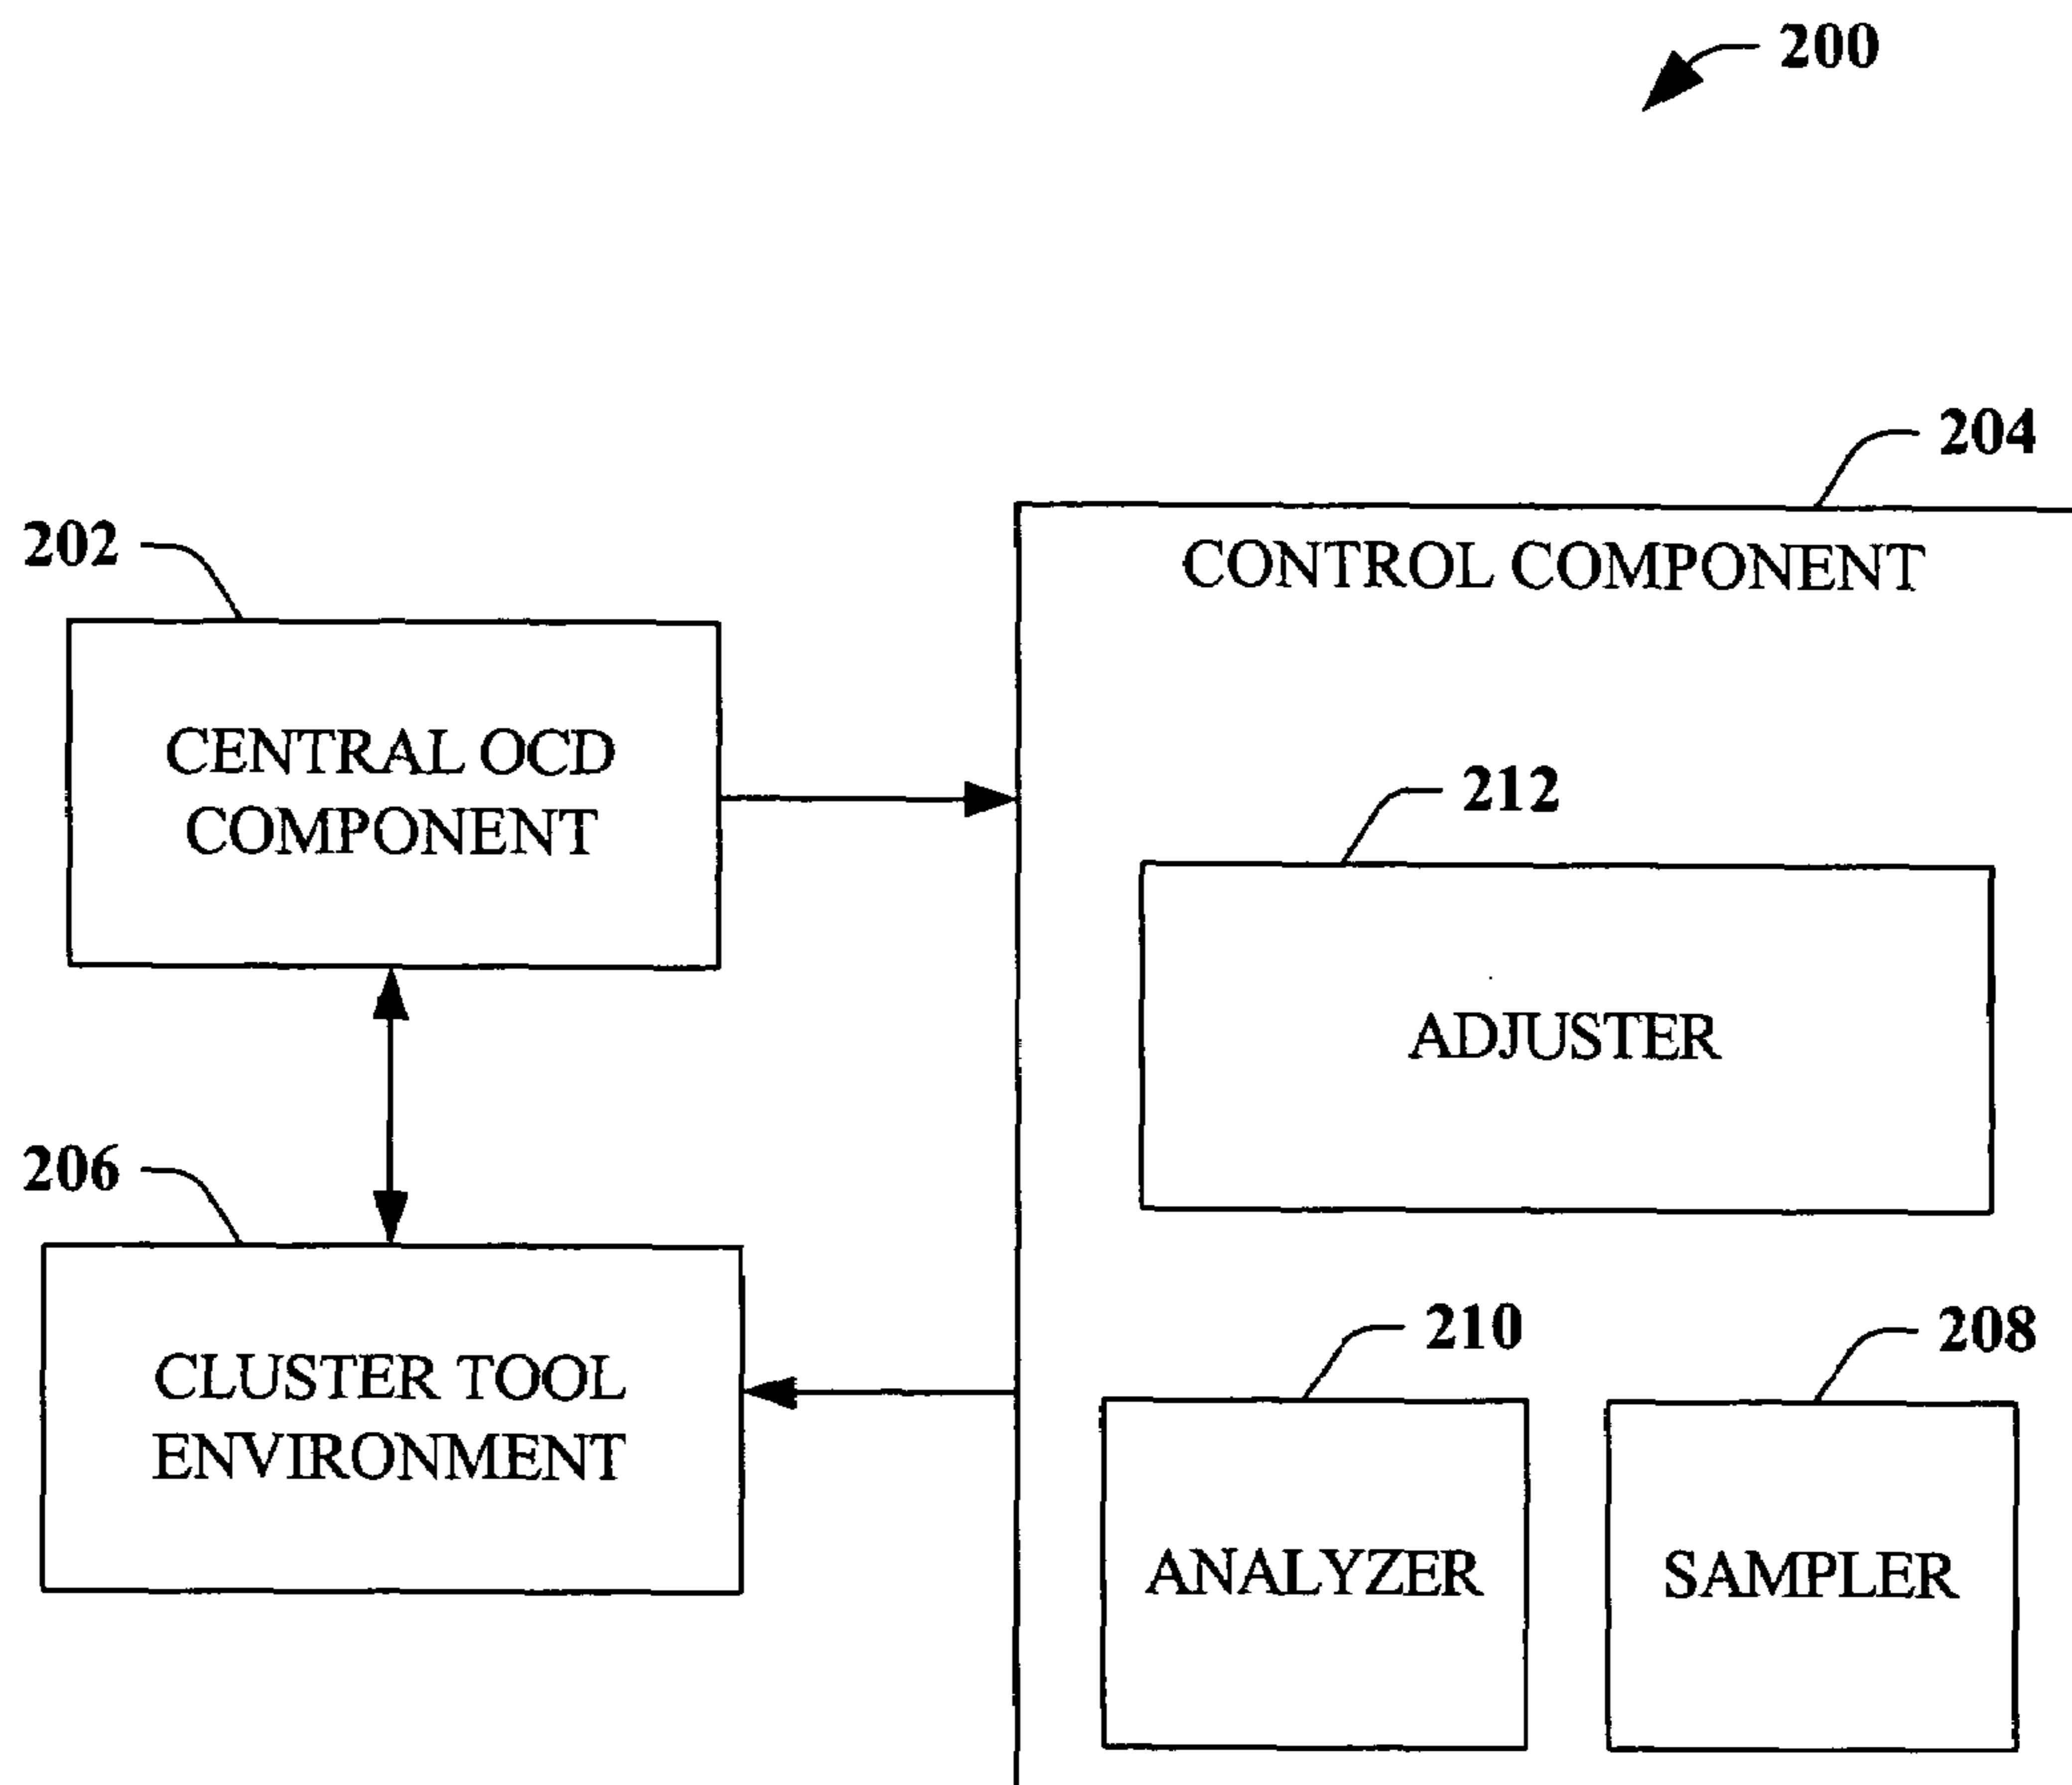 200
204
CONTROL COMPONENT
202
CENTRAL OCD
COMPONENT
212
ADJUSTER
206
CLUSTER TOOL
ENVIRONMENT
210
ANALYZER
208
SAMPLER